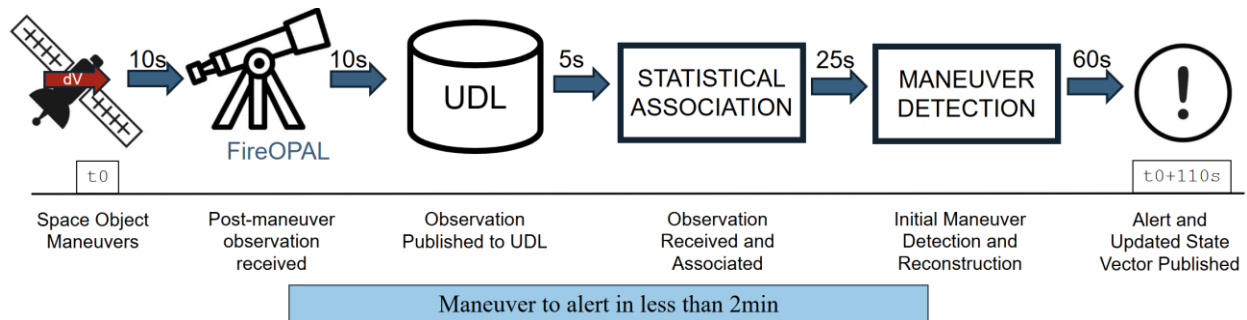 dV
10s
10s
5s
25s
60s
FireOPAL
UDL
STATISTICAL
ASSOCIATION
MANEUVER
DETECTION
!
t0
t0+110s
Space Object
Maneuvers
Post-maneuver
observation
received
Observation
Published to UDL
Observation
Received and
Associated
Initial Maneuver
Detection and
Reconstruction
Alert and
Updated State
Vector Published
Maneuver to alert in less than 2min